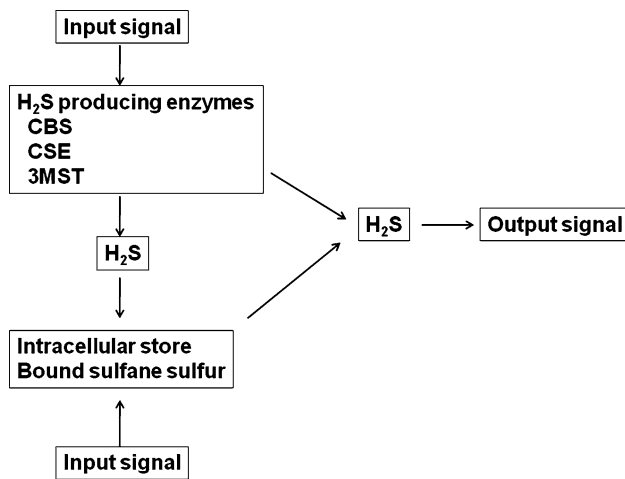 Input signal
H₂S producing enzymes
CBS
CSE
3MST
H₂S
H₂S
Output signal
Intracellular store
Bound sulfane sulfur
Input signal